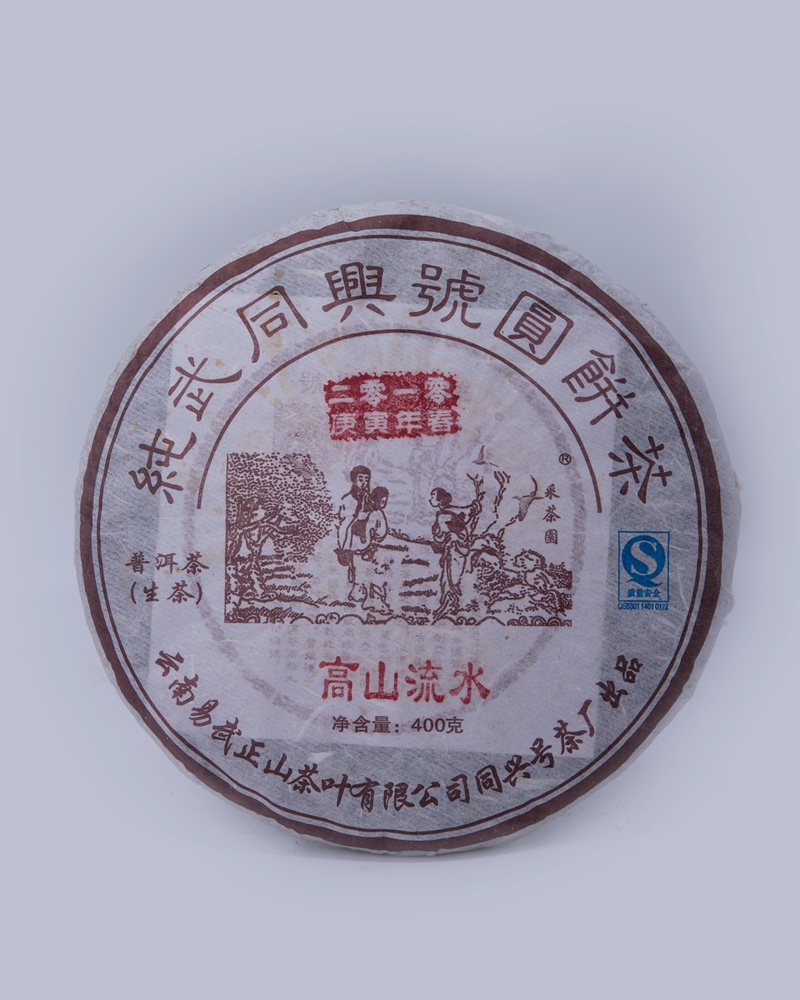 純武同興號圓餅茶
二零一零
庚寅年春
®
采茶園
普洱茶
(生茶)
質量安全
高山流水
净含量：400克
云南易武正山茶叶有限公司同兴号茶厂出品